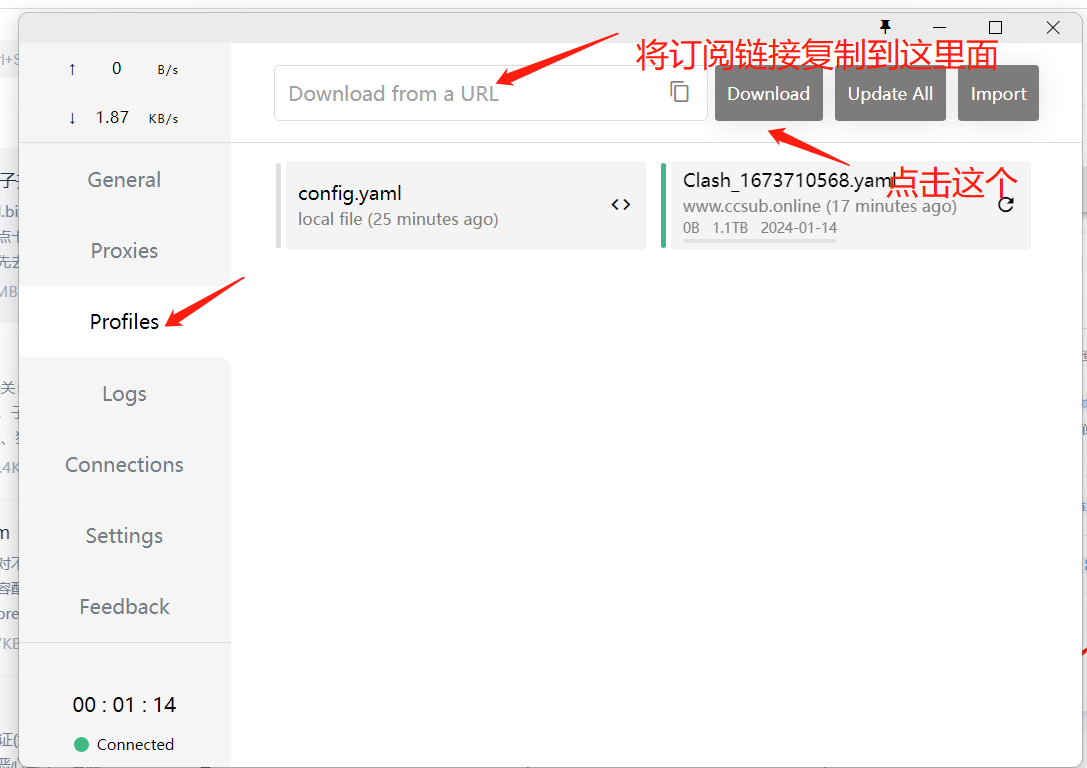 ↑ 0 B/s
↓ 1.87 KB/s
General
Proxies
Profiles
Logs
Connections
Settings
Feedback
00 : 01 : 14
Connected
将订阅链接复制到这里面
Download from a URL
Download
Update All
Import
点击这个
config.yaml
local file (25 minutes ago)
<>
Clash_1673710568.yaml
www.ccsub.online (17 minutes ago)
0B 1.1TB 2024-01-14